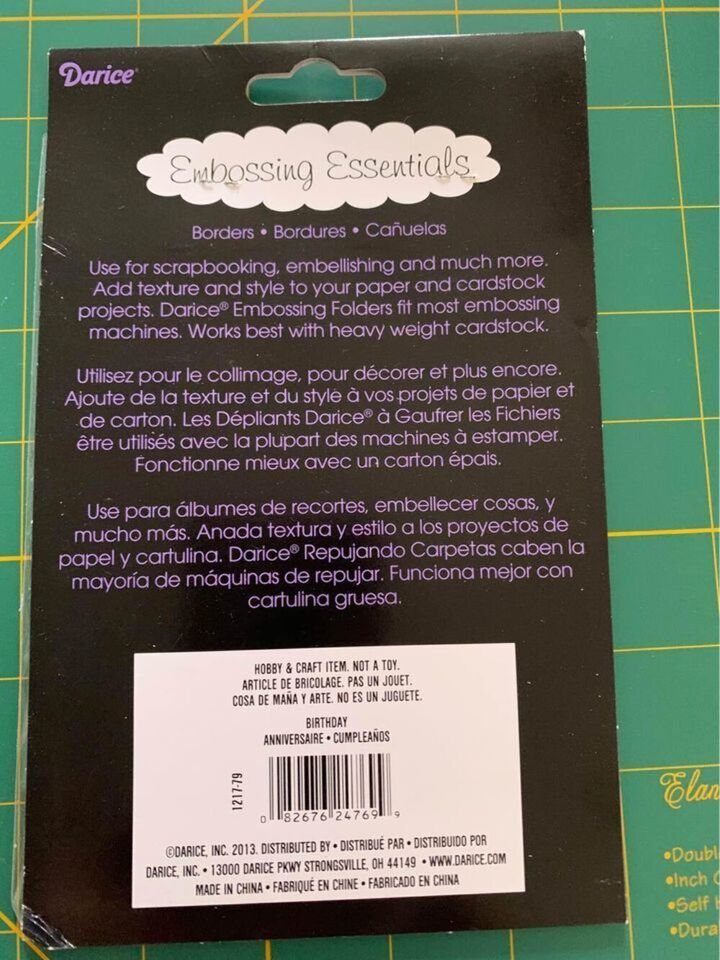 Darice®
Embossing Essentials
Borders • Bordures • Cañuelas
Use for scrapbooking, embellishing and much more.
Add texture and style to your paper and cardstock
projects. Darice® Embossing Folders fit most embossing
machines. Works best with heavy weight cardstock.
Utilisez pour le collimage, pour décorer et plus encore.
Ajoute de la texture et du style à vos projets de papier et
de carton. Les Dépliants Darice® à Gaufrer les Fichiers
être utilisés avec la plupart des machines à estamper.
Fonctionne mieux avec un carton épais.
Use para álbumes de recortes, embellecer cosas, y
mucho más. Anada textura y estilo a los proyectos de
papel y cartulina. Darice® Repujando Carpetas caben la
mayoría de máquinas de repujar. Funciona mejor con
cartulina gruesa.
HOBBY & CRAFT ITEM. NOT A TOY.
ARTICLE DE BRICOLAGE. PAS UN JOUET.
COSA DE MAÑA Y ARTE. NO ES UN JUGUETE.
BIRTHDAY
ANNIVERSAIRE • CUMPLEAÑOS
1217-79
0 82676 24769 9
©DARICE, INC. 2013. DISTRIBUTED BY • DISTRIBUÉ PAR • DISTRIBUIDO POR
DARICE, INC. • 13000 DARICE PKWY STRONGSVILLE, OH 44149 • WWW.DARICE.COM
MADE IN CHINA • FABRIQUÉ EN CHINE • FABRICADO EN CHINA
Elan
•Doubl
•Inch
•Self
•Dura